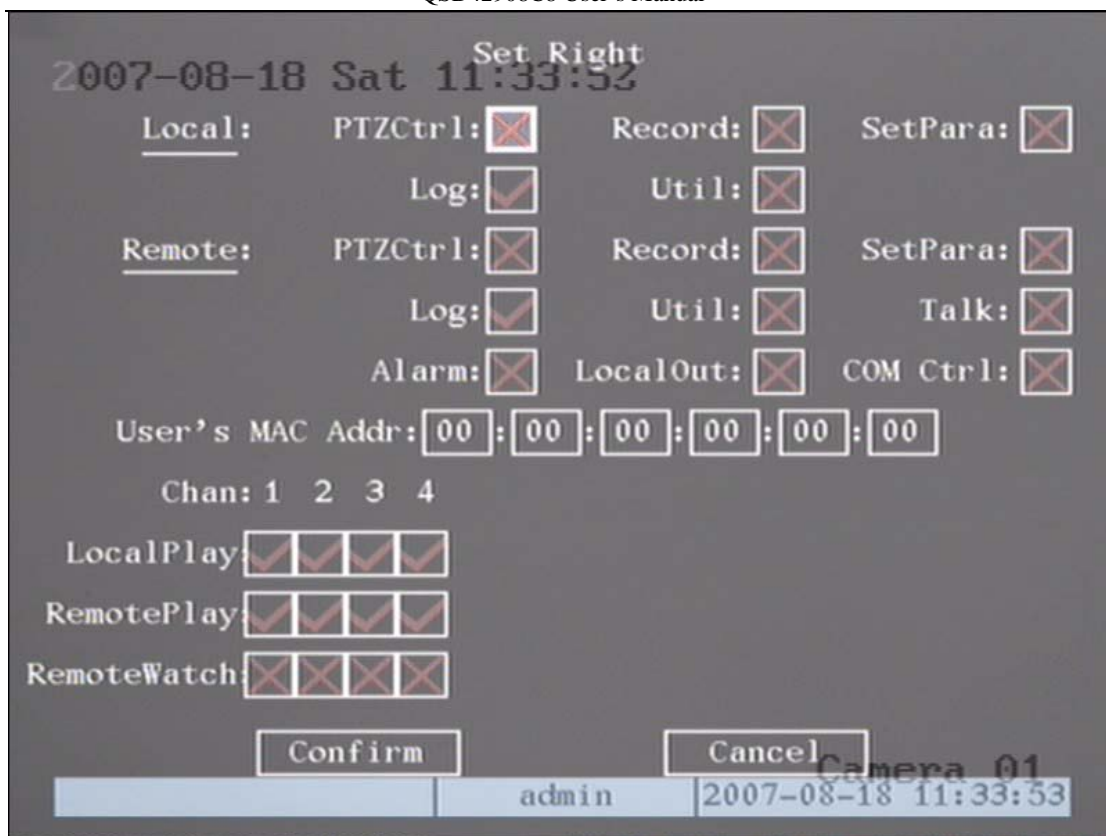 Set Right
2007-08-18 Sat 11:33:53
Local: PTZCtrl: Record: SetPara:
Log: Util:
Remote: PTZCtrl: Record: SetPara:
Log: Util: Talk:
Alarm: LocalOut: COM Ctrl:
User's MAC Addr: 00 : 00 : 00 : 00 : 00 : 00
Chan: 1 2 3 4
LocalPlay:
RemotePlay:
RemoteWatch:
Confirm Cancel
Camera 01
admin 2007-08-18 11:33:53